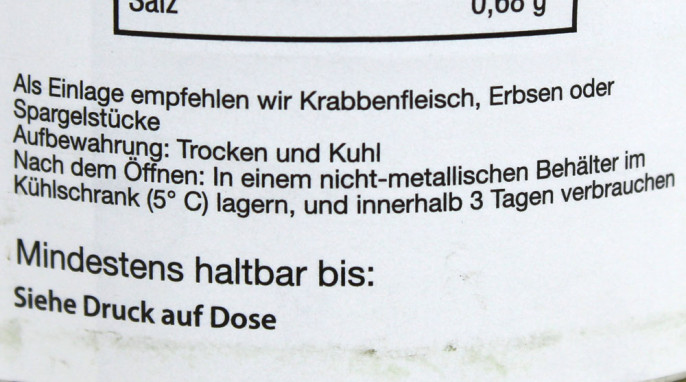 Salz 0,68 g
Als Einlage empfehlen wir Krabbenfleisch, Erbsen oder
Spargelstücke
Aufbewahrung: Trocken und Kuhl
Nach dem Öffnen: In einem nicht-metallischen Behälter im
Kühlschrank (5° C) lagern, und innerhalb 3 Tagen verbrauchen
Mindestens haltbar bis:
Siehe Druck auf Dose